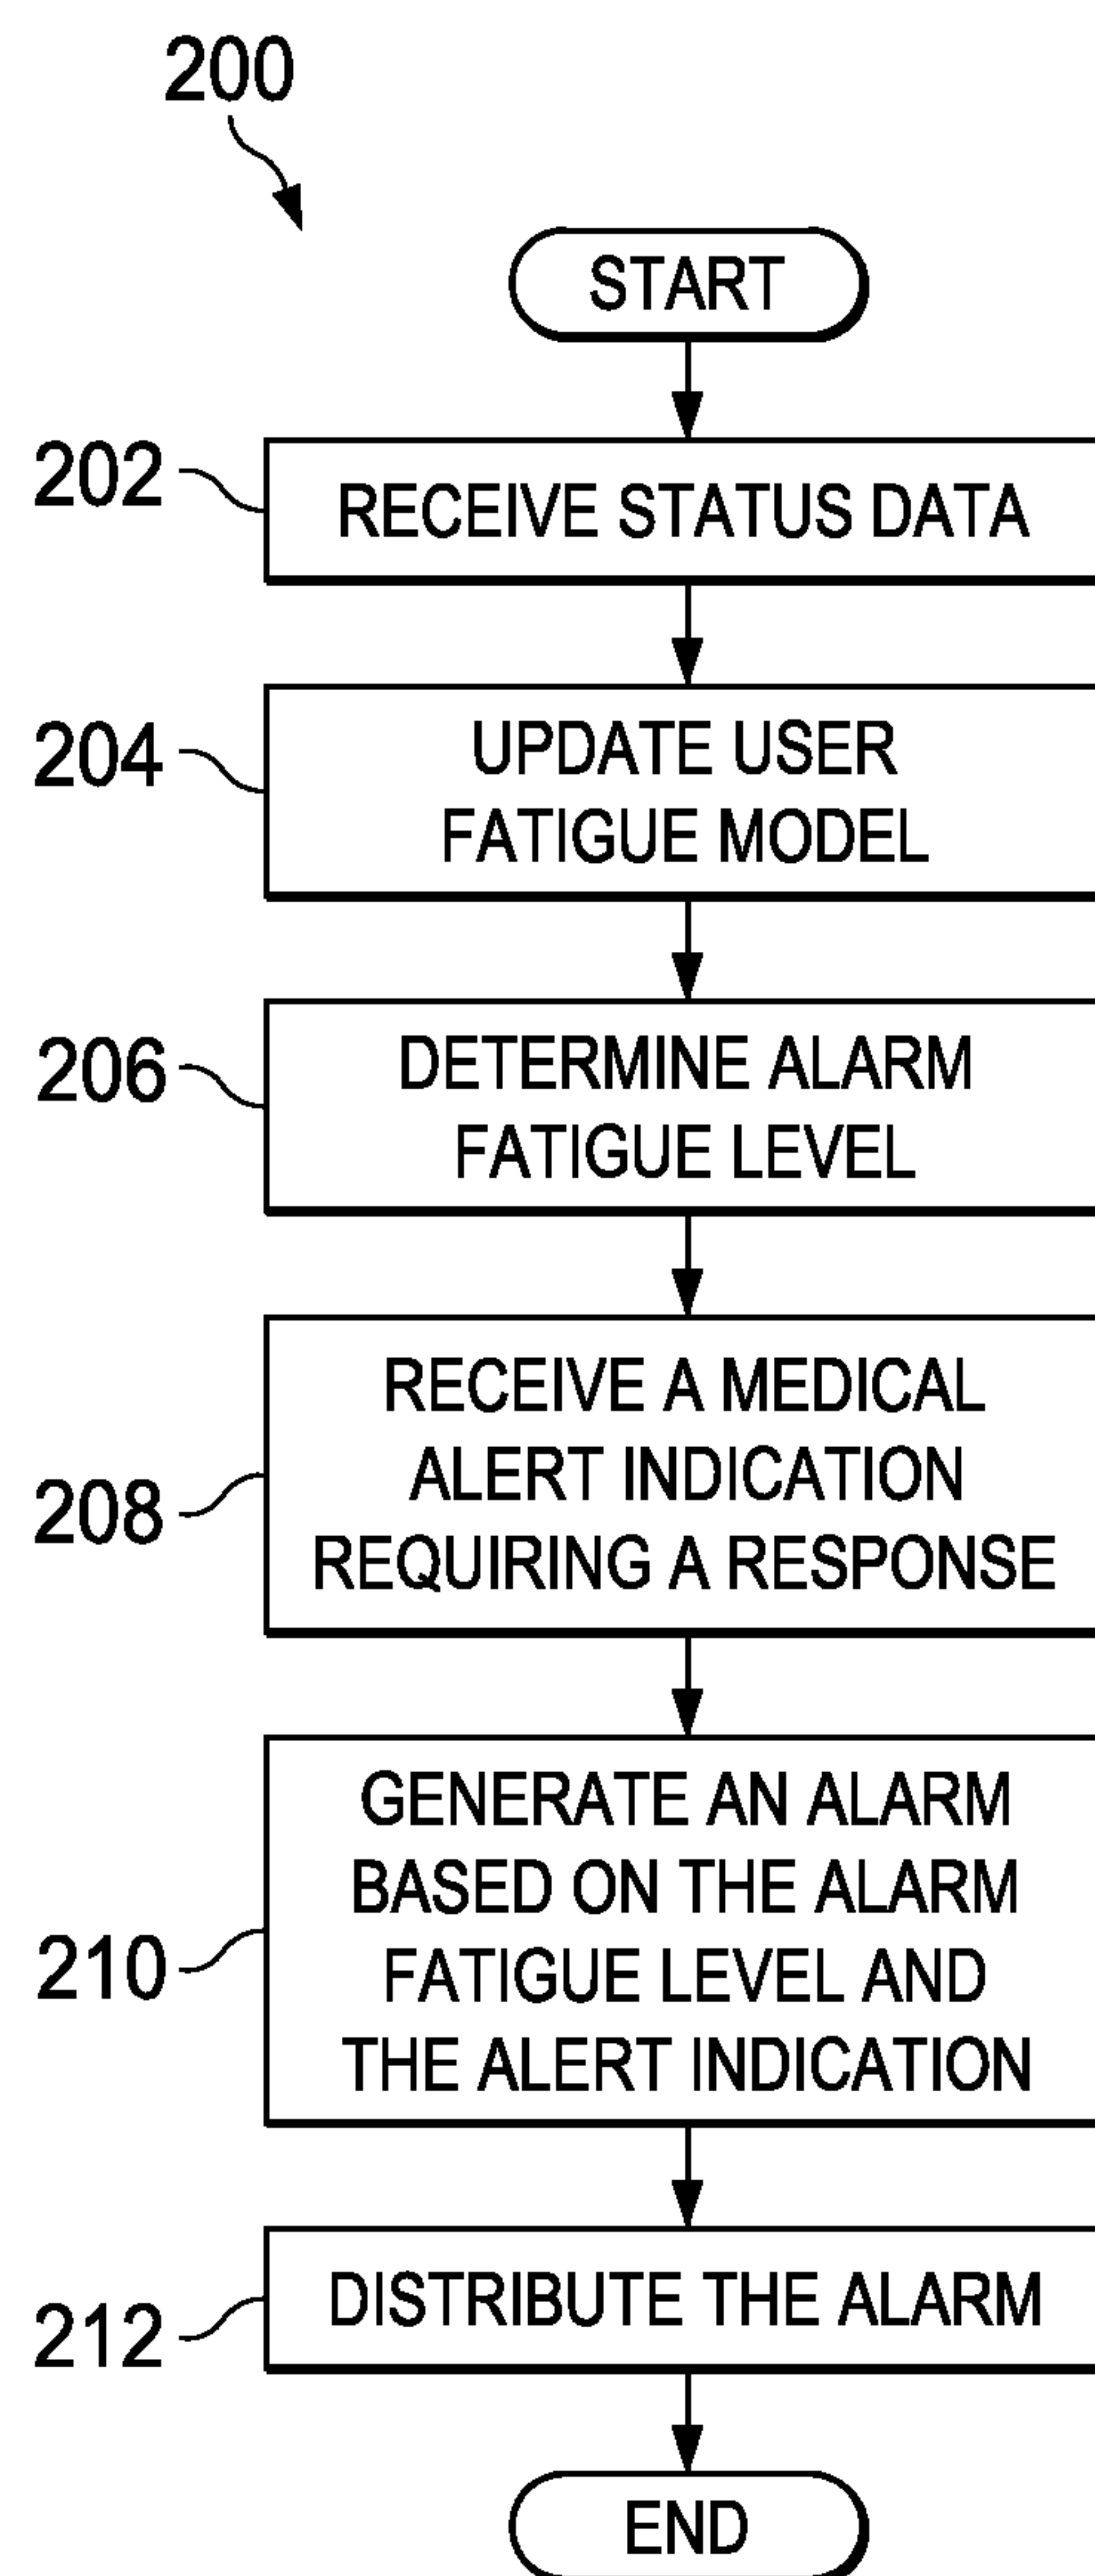 200
START
202
RECEIVE STATUS DATA
204
UPDATE USER
FATIGUE MODEL
206
DETERMINE ALARM
FATIGUE LEVEL
208
RECEIVE A MEDICAL
ALERT INDICATION
REQUIRING A RESPONSE
210
GENERATE AN ALARM
BASED ON THE ALARM
FATIGUE LEVEL AND
THE ALERT INDICATION
212
DISTRIBUTE THE ALARM
END